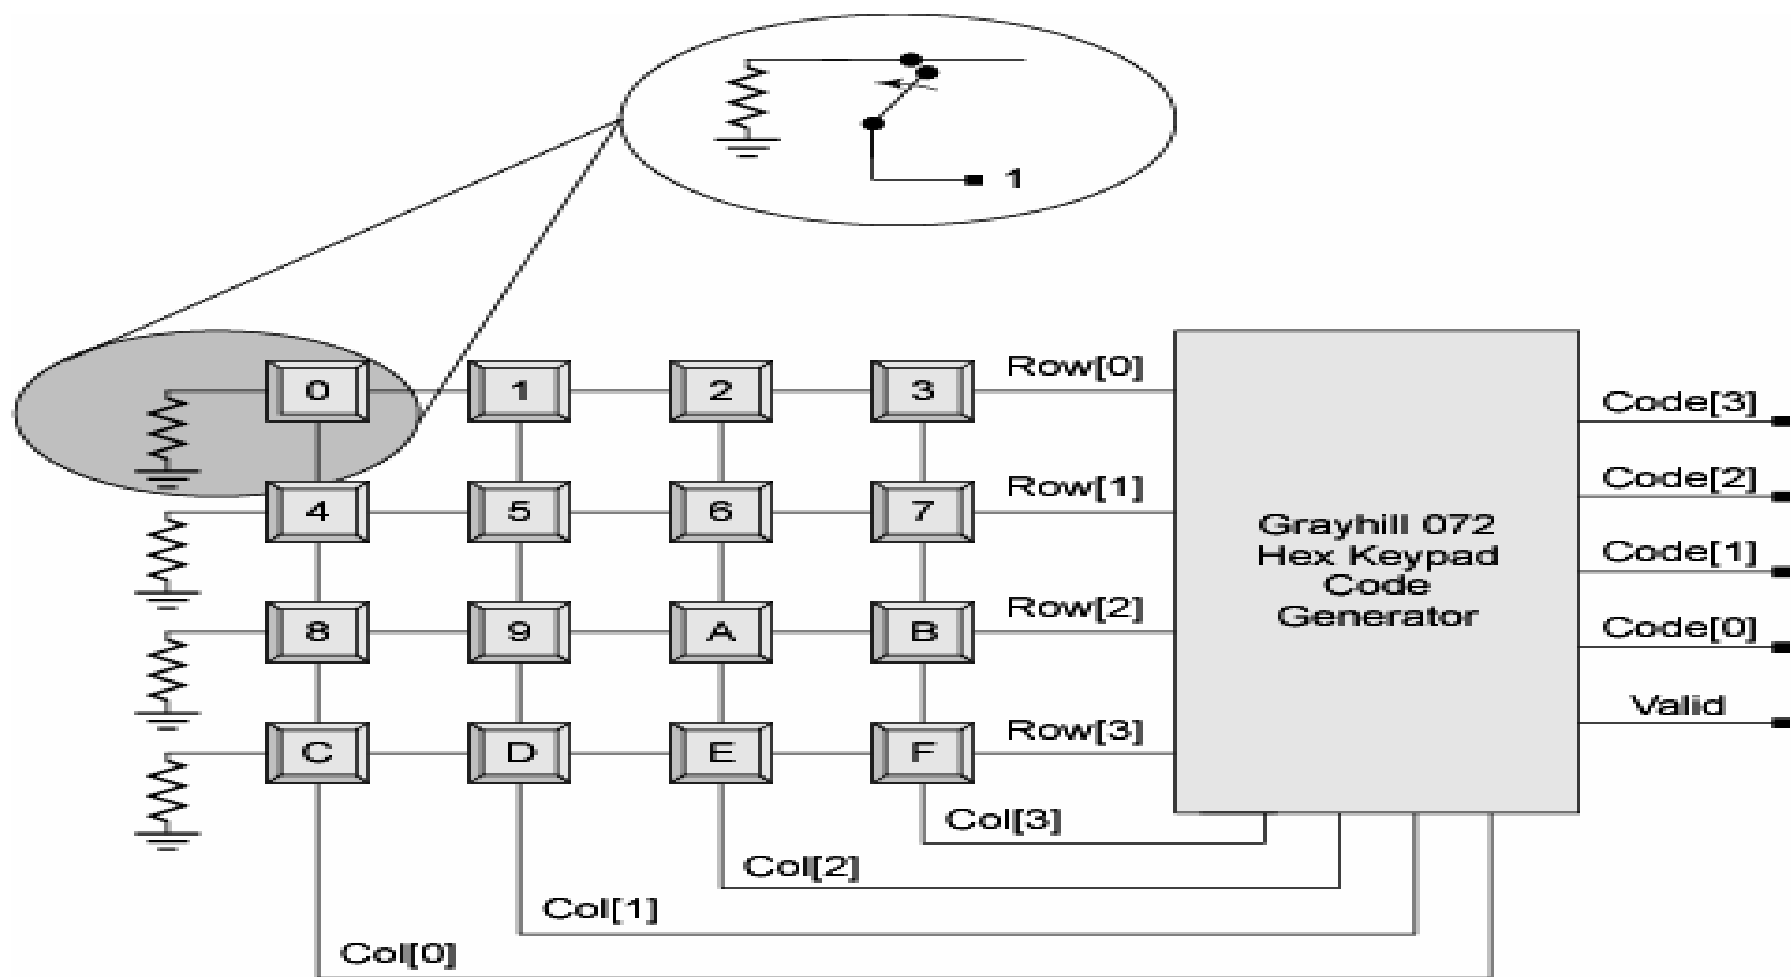 1
0
1
2
3
Row[0]
4
5
6
7
Row[1]
8
9
A
B
Row[2]
C
D
E
F
Row[3]
Col[3]
Col[2]
Col[1]
Col[0]
Grayhill 072
Hex Keypad
Code
Generator
Code[3]
Code[2]
Code[1]
Code[0]
Valid